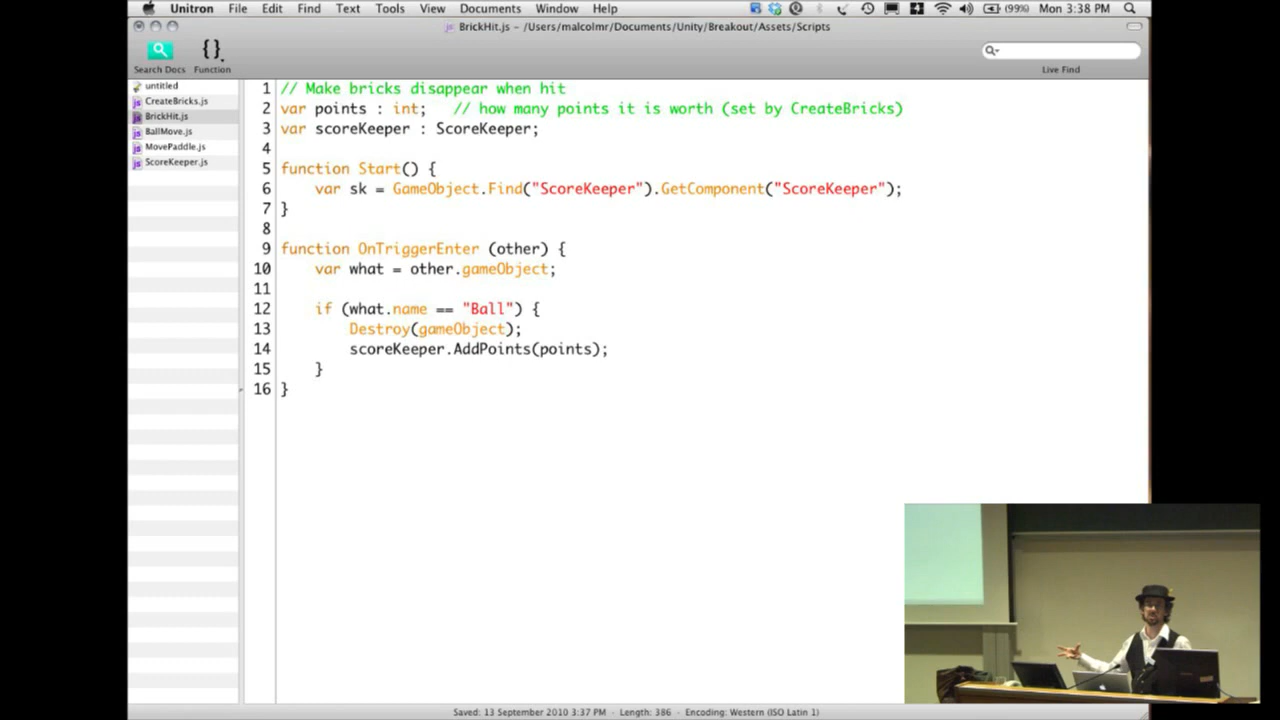 Unitron File Edit Find Text Tools View Documents Window Help (99%) Mon 3:38 PM
BrickHit.js – /Users/malcolmr/Documents/Unity/Breakout/Assets/Scripts
{}
Search Docs Function Live Find
untitled
CreateBricks.js
BrickHit.js
BallMove.js
MovePaddle.js
ScoreKeeper.js
1 // Make bricks disappear when hit
2 var points : int; // how many points it is worth (set by CreateBricks)
3 var scoreKeeper : ScoreKeeper;
4
5 function Start() {
6 var sk = GameObject.Find("ScoreKeeper").GetComponent("ScoreKeeper");
7 }
8
9 function OnTriggerEnter (other) {
10 var what = other.gameObject;
11
12 if (what.name == "Ball") {
13 Destroy(gameObject);
14 scoreKeeper.AddPoints(points);
15 }
16 }
Saved: 13 September 2010 3:37 PM - Length: 386 - Encoding: Western (ISO Latin 1)